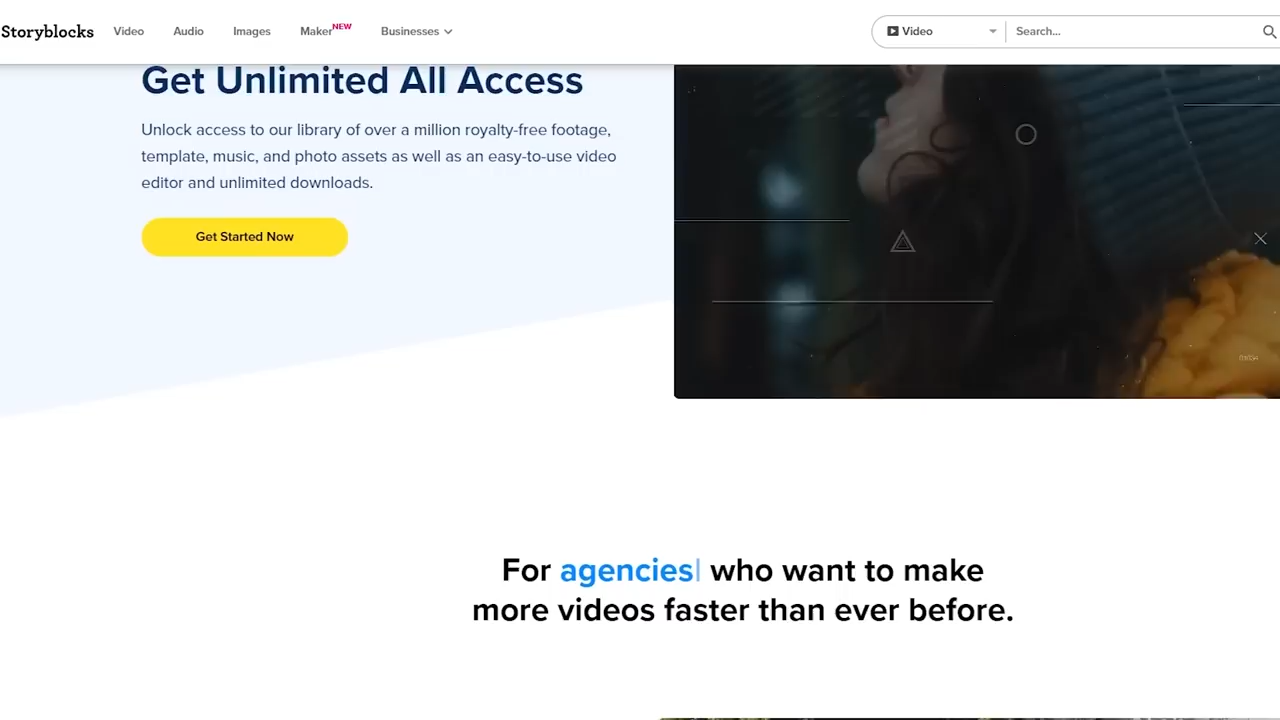 Storyblocks Video Audio Images Maker NEW Businesses Video Search...
Get Unlimited All Access
Unlock access to our library of over a million royalty-free footage,
template, music, and photo assets as well as an easy-to-use video
editor and unlimited downloads.
Get Started Now
For agencies who want to make
more videos faster than ever before.